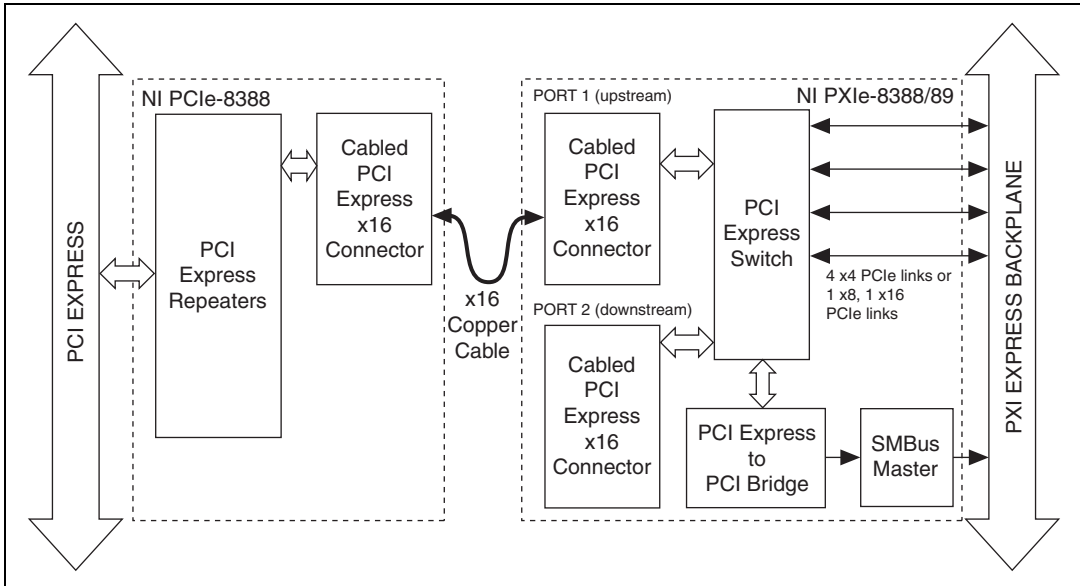 PCI EXPRESS
NI PCIe-8388
PCI
Express
Repeaters
Cabled
PCI
Express
x16
Connector
x16
Copper
Cable
PORT 1 (upstream)
NI PXIe-8388/89
Cabled
PCI
Express
x16
Connector
PORT 2 (downstream)
Cabled
PCI
Express
x16
Connector
PCI
Express
Switch
4 x4 PCIe links or
1 x8, 1 x16
PCIe links
PCI Express
to
PCI Bridge
SMBus
Master
PXI EXPRESS BACKPLANE